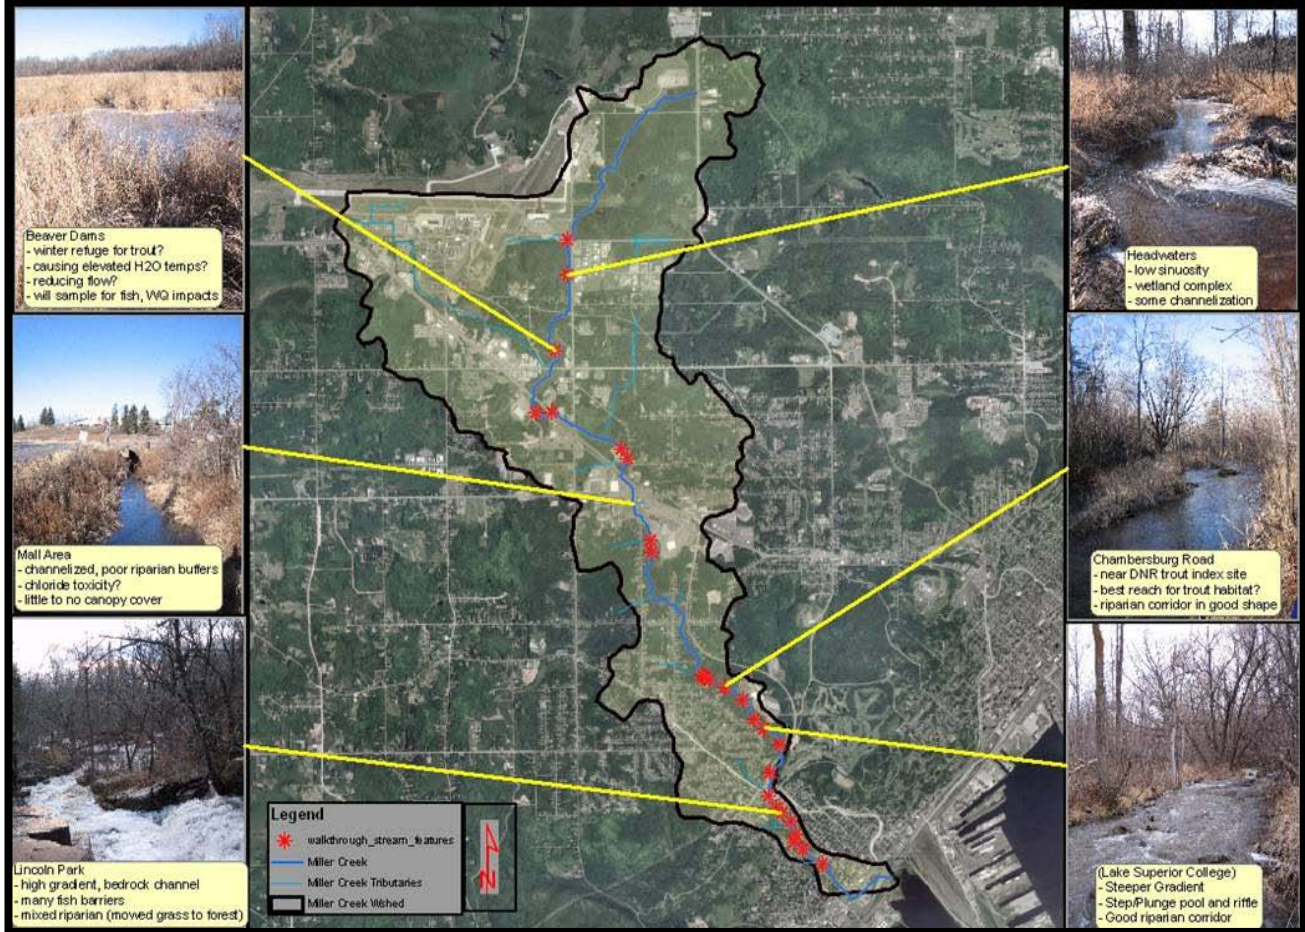 Beaver Dams
- winter refuge for trout?
- causing elevated H2O temps?
- reducing flow?
- will sample for fish, WQ impacts
Mall Area
- channelized, poor riparian buffers
- chloride toxicity?
- little to no canopy cover
Lincoln Park
- high gradient, bedrock channel
- many fish barriers
- mixed riparian (mowed grass to forest)
Legend
walkthrough_stream_features
Miller Creek
Miller Creek Tributaries
Miller Creek Wshed
N
Headwaters
- low sinuosity
- wetland complex
- some channelization
Chambersburg Road
- near DNR trout index site
- best reach for trout habitat?
- riparian corridor in good shape
(Lake Superior College)
- Steeper Gradient
- Step/Plunge pool and riffle
- Good riparian corridor